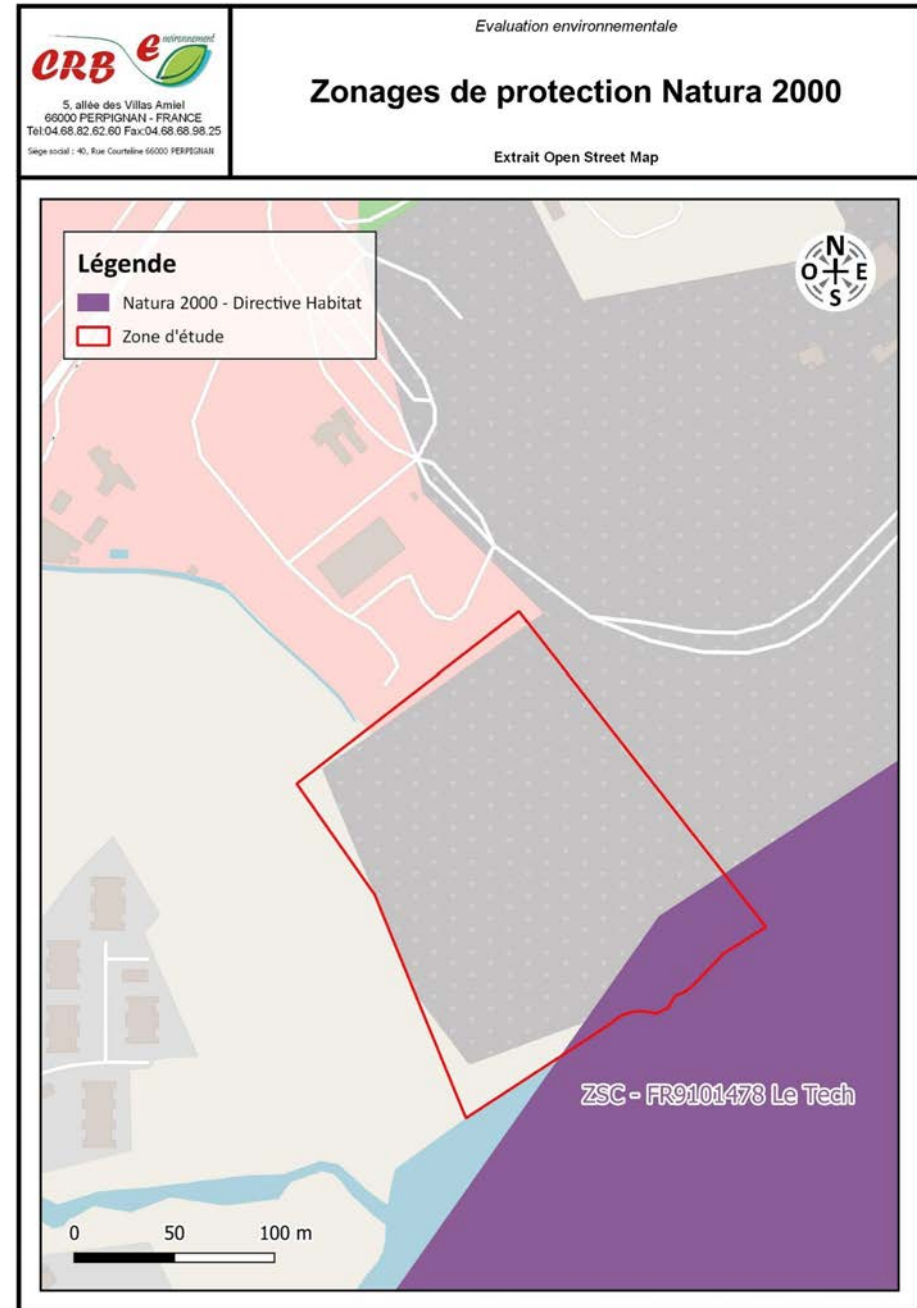 CRB Environnement
5, allée des Villas Amiel
66000 PERPIGNAN - FRANCE
Tél:04.68.82.62.60 Fax:04.68.68.98.25
Siège social : 40, Rue Courteline 66000 PERPIGNAN
Evaluation environnementale
Zonages de protection Natura 2000
Extrait Open Street Map
Légende
Natura 2000 - Directive Habitat
Zone d'étude
N
O E
S
ZSC - FR9101478 Le Tech
0 50 100 m